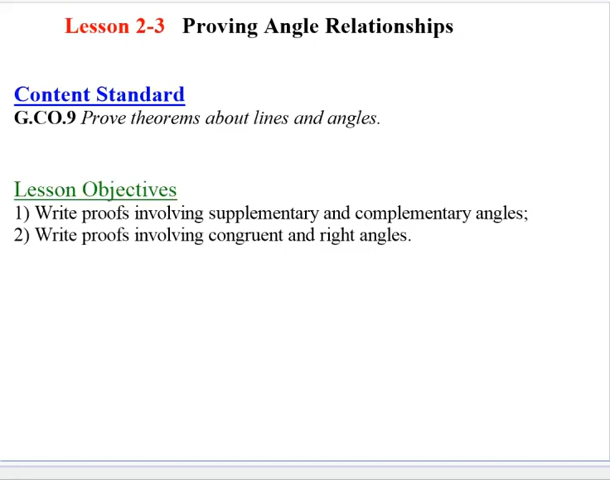 Lesson 2-3 Proving Angle Relationships
Content Standard
G.CO.9 Prove theorems about lines and angles.
Lesson Objectives
1) Write proofs involving supplementary and complementary angles;
2) Write proofs involving congruent and right angles.